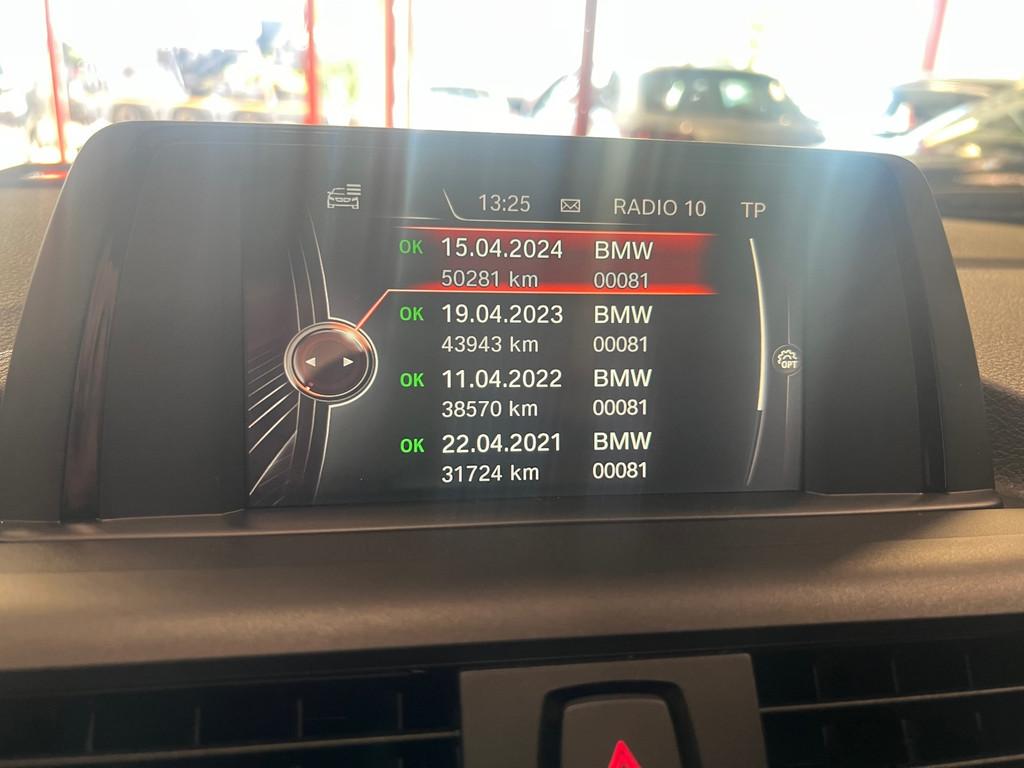 13:25 RADIO 10 TP
OK 15.04.2024 BMW
50281 km 00081
OK 19.04.2023 BMW
43943 km 00081
OPT
OK 11.04.2022 BMW
38570 km 00081
OK 22.04.2021 BMW
31724 km 00081